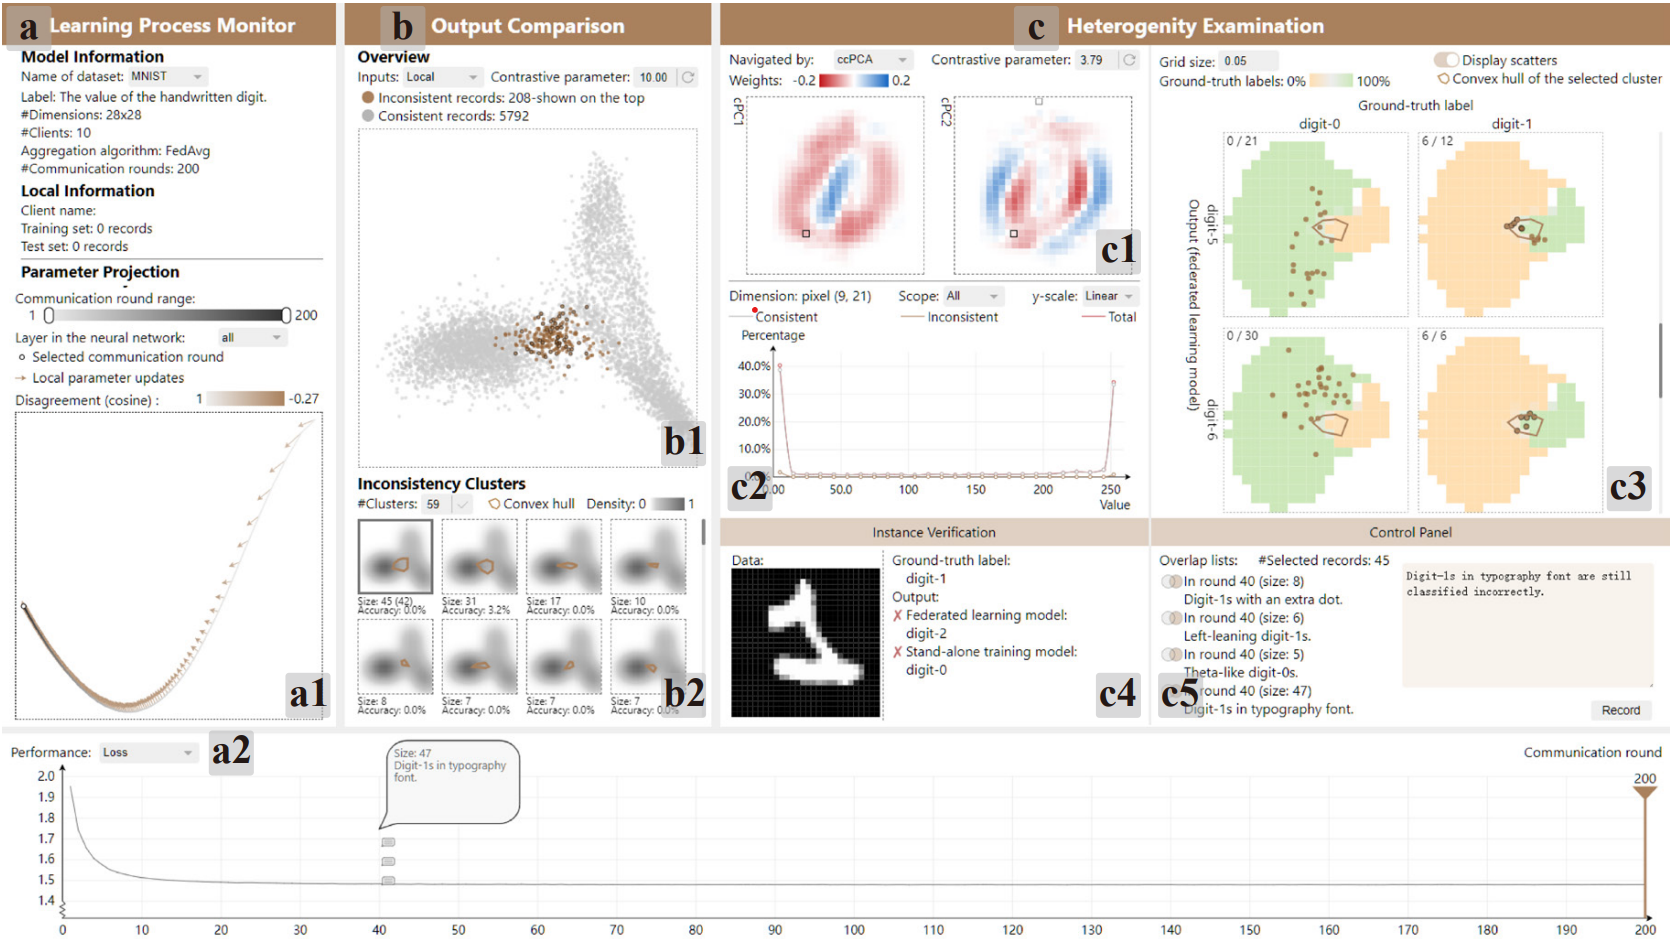 a Learning Process Monitor
Model Information
Name of dataset: MNIST
Label: The value of the handwritten digit.
#Dimensions: 28x28
#Clients: 10
Aggregation algorithm: FedAvg
#Communication rounds: 200
Local Information
Client name:
Training set: 0 records
Test set: 0 records
Parameter Projection
Communication round range:
1 200
Layer in the neural network: all
Selected communication round
Local parameter updates
Disagreement (cosine) : 1 -0.27
a1
b Output Comparison
Overview
Inputs: Local Contrastive parameter: 10.00
Inconsistent records: 208-shown on the top
Consistent records: 5792
b1
Inconsistency Clusters
#Clusters: 59 Convex hull Density: 0 1
Size: 45 (42) Size: 31 Size: 17 Size: 10
Accuracy: 0.0% Accuracy: 3.2% Accuracy: 0.0% Accuracy: 0.0%
Size: 8 Size: 7 Size: 7 Size: 7
Accuracy: 0.0% Accuracy: 0.0% Accuracy: 0.0% Accuracy: 0.0%
b2
c Heterogenity Examination
Navigated by: ccPCA Contrastive parameter: 3.79
Weights: -0.2 0.2
cPC1 cPC2
c1
Dimension: pixel (9, 21) Scope: All y-scale: Linear
Consistent Inconsistent Total
Percentage
40.0%
30.0%
20.0%
10.0%
50.0 100 150 200 250
Value
c2
Grid size: 0.05 Display scatters
Ground-truth labels: 0% 100% Convex hull of the selected cluster
Ground-truth label
digit-0 digit-1
0 / 21 6 / 12
digit-5
0 / 30 6 / 6
digit-6
Output (federated learning model)
c3
Instance Verification
Data:
Ground-truth label:
digit-1
Output:
✗ Federated learning model:
digit-2
✗ Stand-alone training model:
digit-0
c4
Control Panel
Overlap lists: #Selected records: 45
In round 40 (size: 8)
Digit-1s with an extra dot.
In round 40 (size: 6)
Left-leaning digit-1s.
In round 40 (size: 5)
Theta-like digit-0s.
round 40 (size: 47)
Digit-1s in typography font.
c5
Digit-1s in typography font are still
classified incorrectly.
Record
Performance: Loss
a2
Size: 47
Digit-1s in typography
font.
Communication round
200
2.0
1.9
1.8
1.7
1.6
1.5
1.4
0 10 20 30 40 50 60 70 80 90 100 110 120 130 140 150 160 170 180 190 200